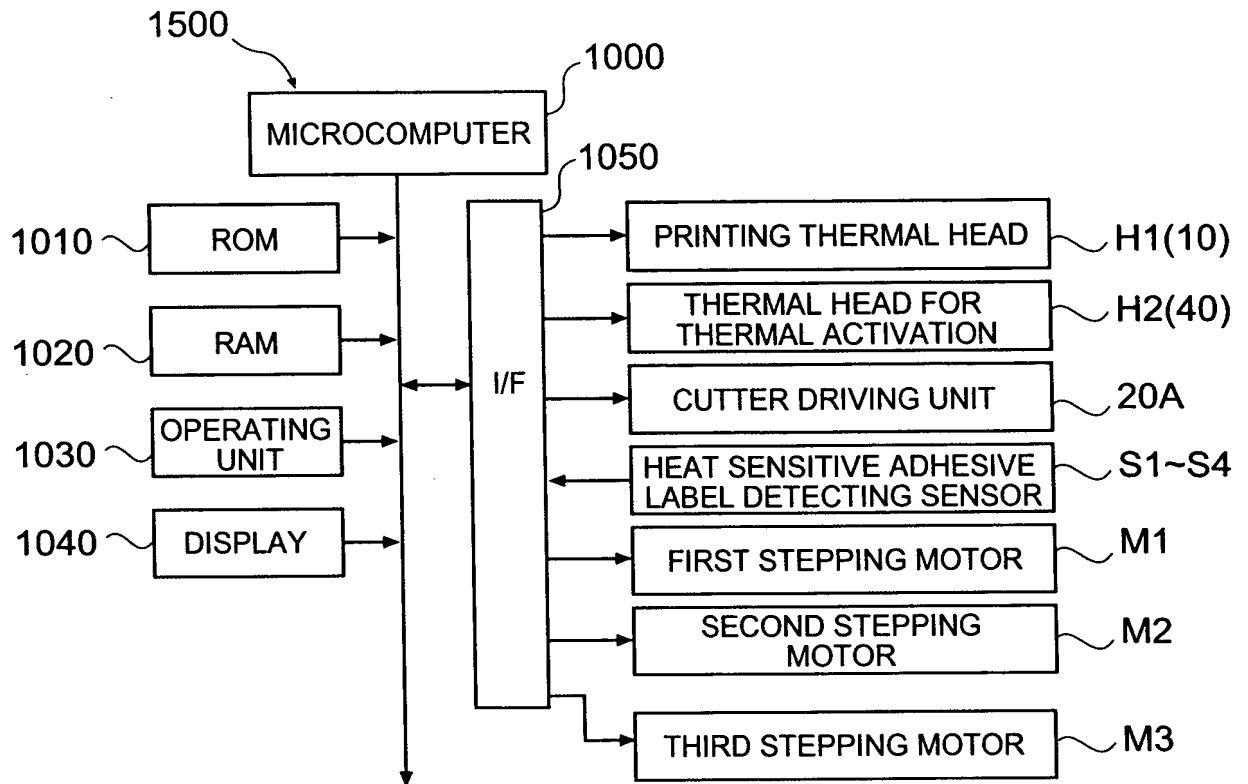 1500
1000
MICROCOMPUTER
1050
1010
ROM
PRINTING THERMAL HEAD
H1(10)
1020
RAM
THERMAL HEAD FOR
THERMAL ACTIVATION
H2(40)
I/F
CUTTER DRIVING UNIT
20A
1030
OPERATING
UNIT
HEAT SENSITIVE ADHESIVE
LABEL DETECTING SENSOR
S1~S4
1040
DISPLAY
FIRST STEPPING MOTOR
M1
SECOND STEPPING
MOTOR
M2
THIRD STEPPING MOTOR
M3